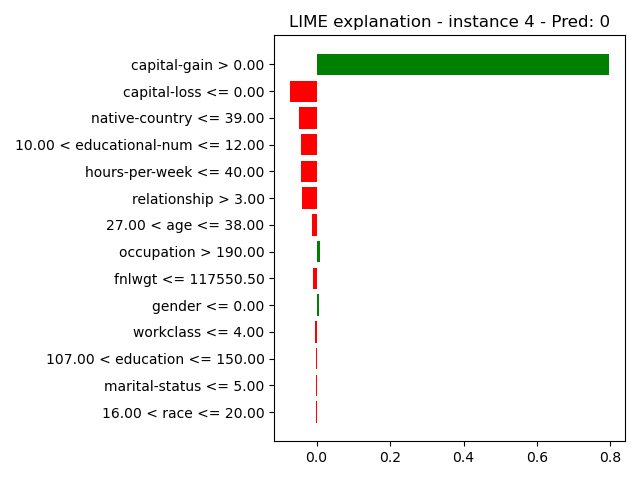 LIME explanation - instance 4 - Pred: 0
capital-gain > 0.00
capital-loss <= 0.00
native-country <= 39.00
10.00 < educational-num <= 12.00
hours-per-week <= 40.00
relationship > 3.00
27.00 < age <= 38.00
occupation > 190.00
fnlwgt <= 117550.50
gender <= 0.00
workclass <= 4.00
107.00 < education <= 150.00
marital-status <= 5.00
16.00 < race <= 20.00
0.0 0.2 0.4 0.6 0.8